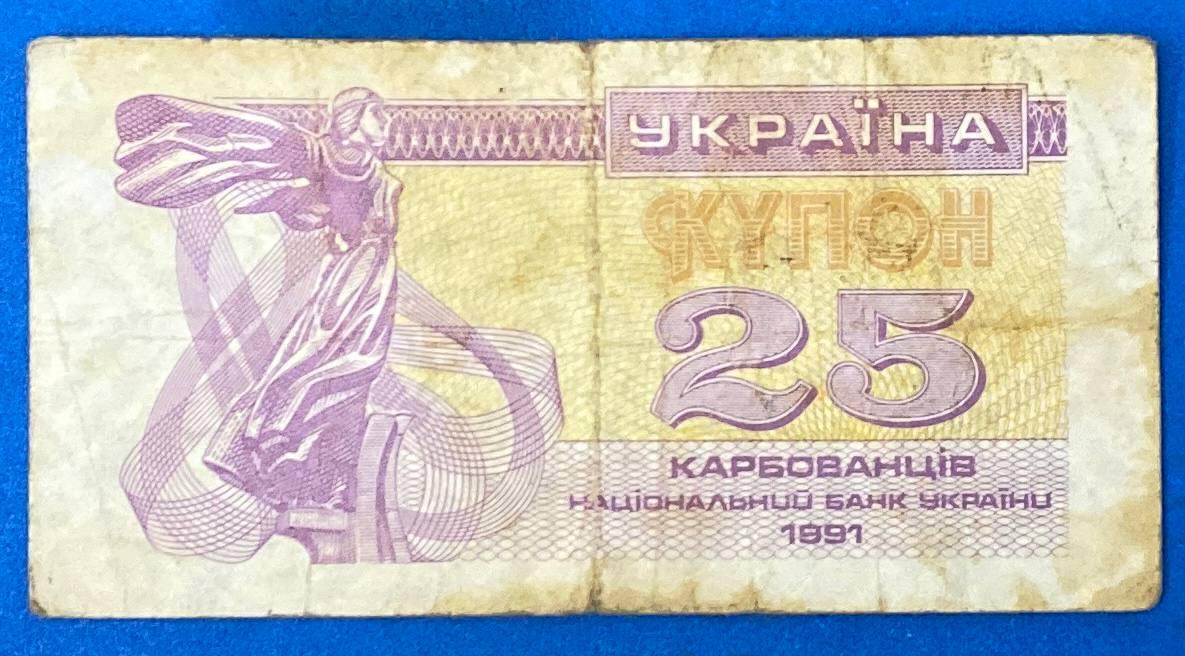 УКРАЇНА
КУПОН
25
КАРБОВАНЦІВ
НАЦІОНАЛЬНИЙ БАНК УКРАЇНИ
1991